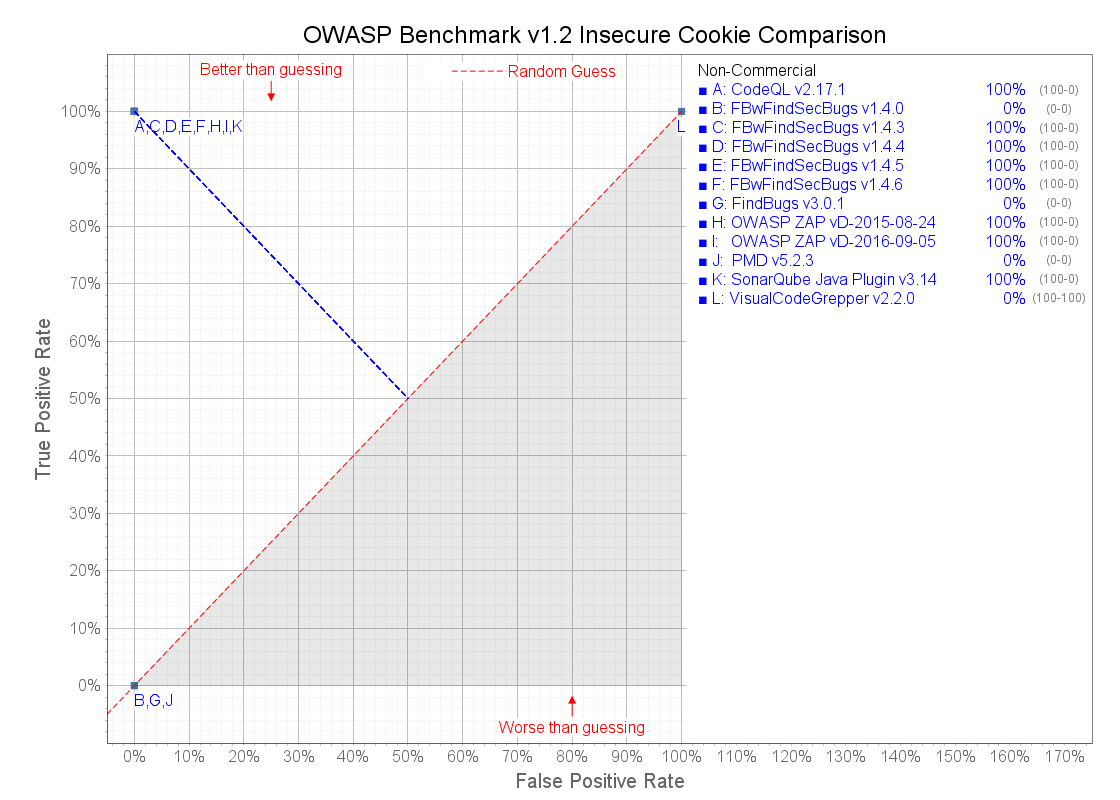 OWASP Benchmark v1.2 Insecure Cookie Comparison
Better than guessing
Random Guess
Non-Commercial
A: CodeQL v2.17.1 100% (100-0)
B: FBwFindSecBugs v1.4.0 0% (0-0)
C: FBwFindSecBugs v1.4.3 100% (100-0)
D: FBwFindSecBugs v1.4.4 100% (100-0)
E: FBwFindSecBugs v1.4.5 100% (100-0)
F: FBwFindSecBugs v1.4.6 100% (100-0)
G: FindBugs v3.0.1 0% (0-0)
H: OWASP ZAP vD-2015-08-24 100% (100-0)
I: OWASP ZAP vD-2016-09-05 100% (100-0)
J: PMD v5.2.3 0% (0-0)
K: SonarQube Java Plugin v3.14 100% (100-0)
L: VisualCodeGrepper v2.2.0 0% (100-100)
True Positive Rate
100%
90%
80%
70%
60%
50%
40%
30%
20%
10%
0%
A,C,D,E,F,H,I,K
L
B,G,J
Worse than guessing
0% 10% 20% 30% 40% 50% 60% 70% 80% 90% 100% 110% 120% 130% 140% 150% 160% 170%
False Positive Rate